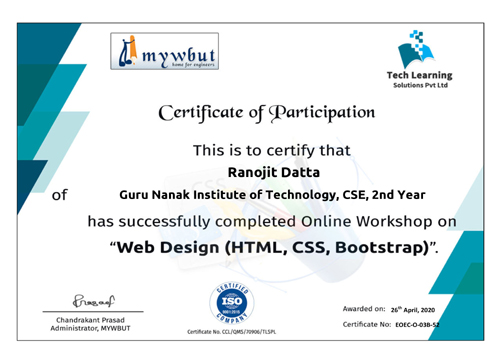 mywbut
home for engineers
Tech Learning
Solutions Pvt Ltd
Certificate of Participation
This is to certify that
Ranojit Datta
of Guru Nanak Institute of Technology, CSE, 2nd Year
has successfully completed Online Workshop on
“Web Design (HTML, CSS, Bootstrap)”.
Chandrakant Prasad
Administrator, MYWBUT
CERTIFIED
ISO
9001:2015
COMPANY
Certificate No. CCL/QMS/70906/TLSPL
Awarded on: 26th April, 2020
Certificate No: EOEC-O-03B-52